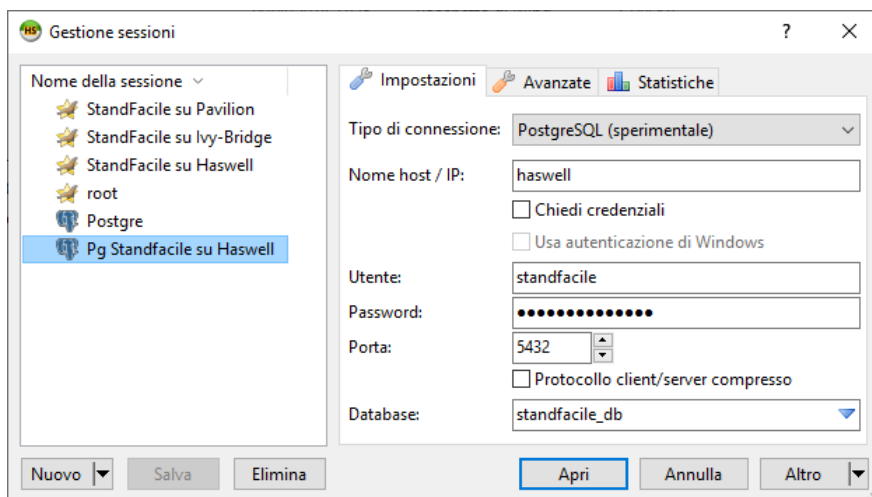 HS Gestione sessioni ?
Nome della sessione
StandFacile su Pavilion
StandFacile su Ivy-Bridge
StandFacile su Haswell
root
Postgre
Pg Standfacile su Haswell
Impostazioni Avanzate Statistiche
Tipo di connessione: PostgreSQL (sperimentale)
Nome host / IP: haswell
Chiedi credenziali
Usa autenticazione di Windows
Utente: standfacile
Password: ●●●●●●●●●●●●●●
Porta: 5432
Protocollo client/server compresso
Database: standfacile_db
Nuovo Salva Elimina Apri Annulla Altro